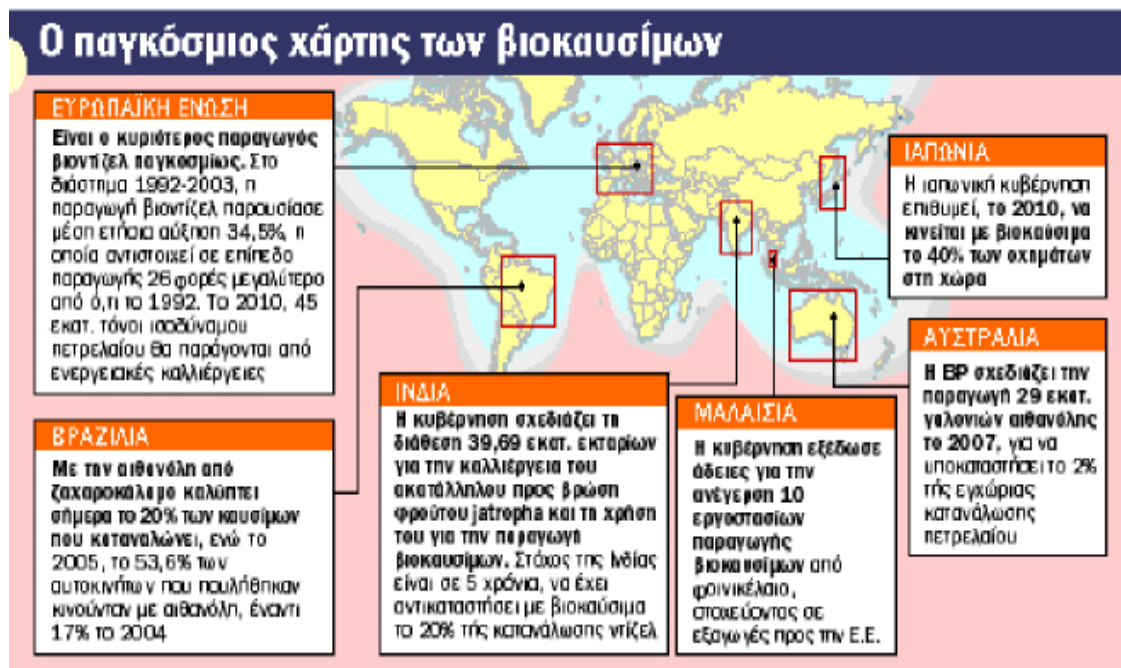 Ο παγκόσμιος χάρτης των βιοκαυσίμων
ΕΥΡΩΠΑΪΚΗ ΕΝΩΣΗ
Είναι ο κυριότερος παραγωγός
βιοντίζελ παγκοσμίως. Στο
διάστημα 1992-2003, η
παραγωγή βιοντίζελ παρουσίασε
μέση ετήσια αύξηση 34,5%, η
οποία αντιστοιχεί σε επίπεδο
παραγωγής 26 φορές μεγαλύτερο
από ό,τι το 1992. Το 2010, 45
εκατ. τόνοι ισοδύναμου
πετρελαίου θα παράγονται από
ενεργειακές καλλιέργειες
ΒΡΑΖΙΛΙΑ
Με την αιθανόλη από
ζαχαροκάλαμο καλύπτει
σήμερα το 20% των καυσίμων
που καταναλώνει, ενώ το
2005, το 53,6% των
αυτοκινήτων που πουλήθηκαν
κινούνταν με αιθανόλη, έναντι
17% το 2004
ΙΝΔΙΑ
Η κυβέρνηση σχεδιάζει τη
διάθεση 39,69 εκατ. εκταρίων
για την καλλιέργεια του
ακατάλληλου προς βρώση
φρούτου jatropha και τη χρήση
του για την παραγωγή
βιοκαυσίμων. Στόχος της Ινδίας
είναι σε 5 χρόνια, να έχει
αντικαταστήσει με βιοκαύσιμα
το 20% τής κατανάλωσης ντίζελ
ΜΑΛΑΙΣΙΑ
Η κυβέρνηση εξέδωσε
άδειες για την
ανέγερση 10
εργοστασίων
παραγωγής
βιοκαυσίμων από
φοινικέλαιο,
στοχεύοντας σε
εξαγωγές προς την Ε.Ε.
ΙΑΠΩΝΙΑ
Η ιαπωνική κυβέρνηση
επιθυμεί, το 2010, να
κινείται με βιοκαύσιμα
το 40% των οχημάτων
στη χώρα
ΑΥΣΤΡΑΛΙΑ
Η BP σχεδιάζει την
παραγωγή 29 εκατ.
γαλονιών αιθανόλης
το 2007, για να
υποκαταστήσει το 2%
τής εγχώριας
κατανάλωσης
πετρελαίου